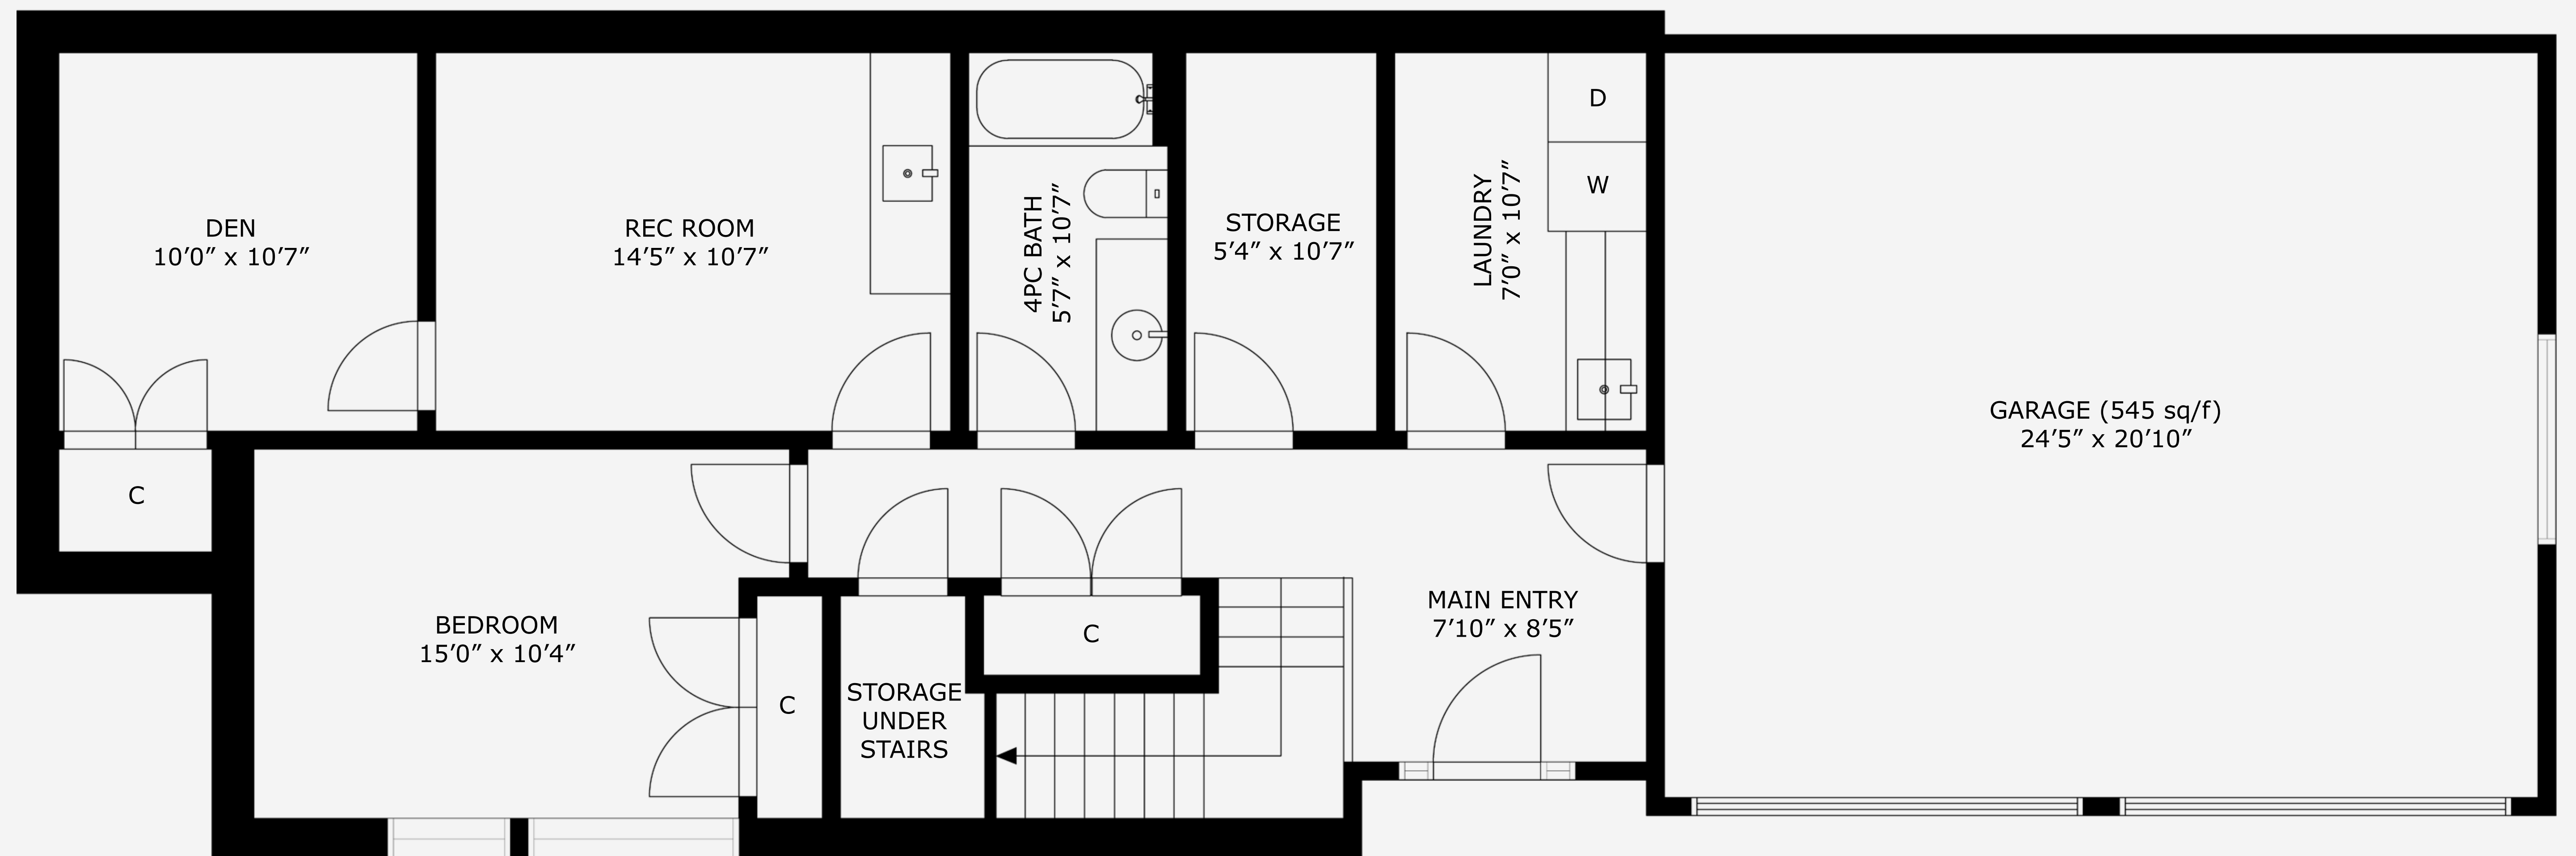 DEN
10’0” x 10’7”
REC ROOM
14’5” x 10’7”
4PC BATH
5’7” x 10’7”
STORAGE
5’4” x 10’7”
LAUNDRY
7’0” x 10’7”
D
W
GARAGE (545 sq/f)
24’5” x 20’10”
C
BEDROOM
15’0” x 10’4”
C
STORAGE
UNDER
STAIRS
C
MAIN ENTRY
7’10” x 8’5”